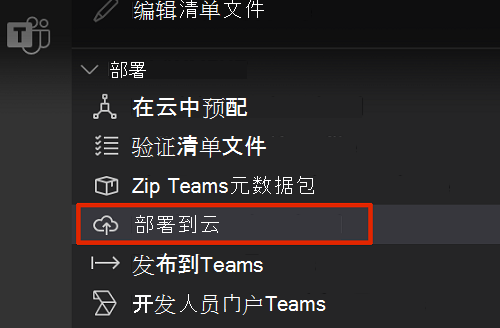 编辑清单文件
T
部署
在云中预配
验证清单文件
Zip Teams元数据包
部署到云
发布到Teams
开发人员门户Teams